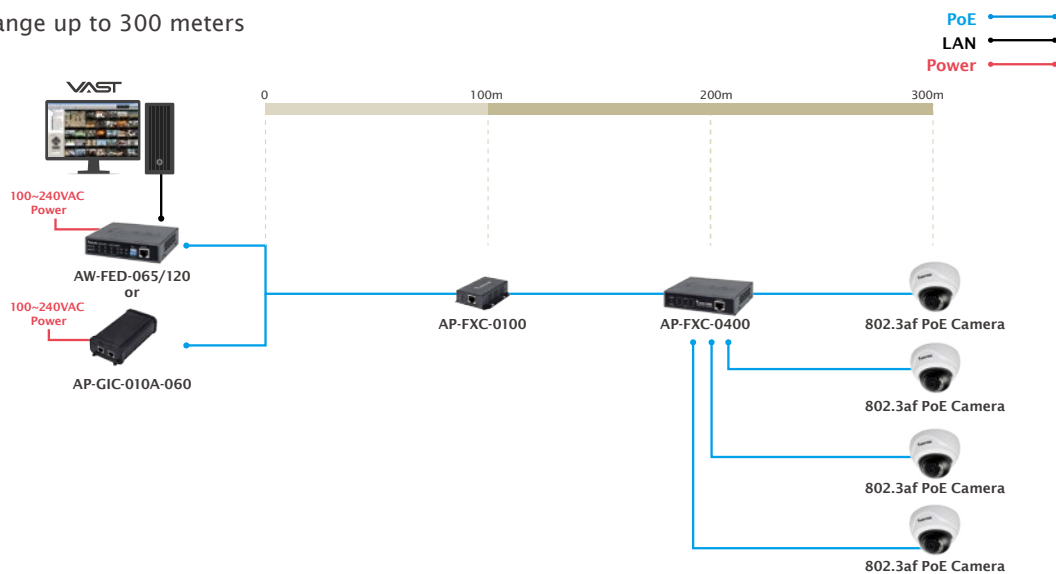 ange up to 300 meters
PoE
LAN
Power
VAST
0
100m
200m
300m
100~240VAC
Power
AW-FED-065/120
or
100~240VAC
Power
AP-GIC-010A-060
AP-FXC-0100
AP-FXC-0400
802.3af PoE Camera
802.3af PoE Camera
802.3af PoE Camera
802.3af PoE Camera